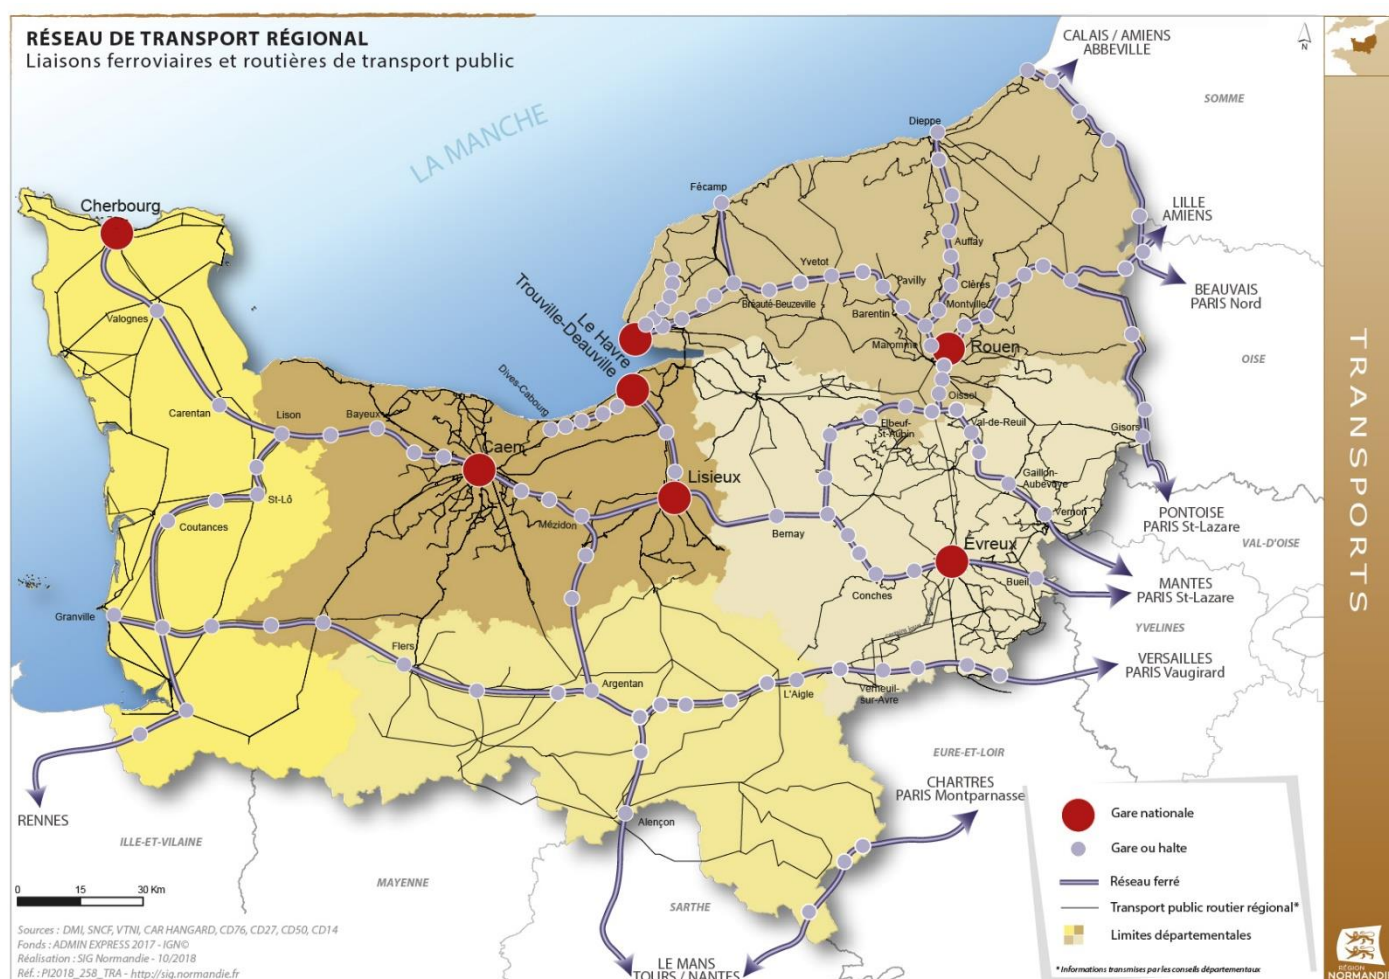 RÉSEAU DE TRANSPORT RÉGIONAL
Liaisons ferroviaires et routières de transport public
N
CALAIS / AMIENS
ABBEVILLE
SOMME
LA MANCHE
Dieppe
Fécamp
LILLE
AMIENS
Cherbourg
Auffay
Yvetot
Pavilly
Clères
BEAUVAIS
PARIS Nord
Valognes
Bréauté-Beuzeville
Montville
Barentin
Le Havre
Trouville-Deauville
Maromme
Rouen
OISE
Dives-Cabourg
Oissel
Carentan
Lison
Bayeux
Elbeuf-
St-Aubin
Val-de-Reuil
Gisors
Caen
Lisieux
Gaillon-
Aubevoye
St-Lô
Vernon
PONTOISE
PARIS St-Lazare
Coutances
Mézidon
Bernay
VAL-D'OISE
Évreux
Bueil
MANTES
PARIS St-Lazare
Conches
Granville
YVELINES
Flers
VERSAILLES
PARIS Vaugirard
Argentan
L'Aigle
Verneuil-
sur-Avre
EURE-ET-LOIR
CHARTRES
PARIS Montparnasse
RENNES
Alençon
ILLE-ET-VILAINE
MAYENNE
SARTHE
LE MANS
TOURS / NANTES
0 15 30 Km
Sources : DMI, SNCF, VTNI, CAR HANGARD, CD76, CD27, CD50, CD14
Fonds : ADMIN EXPRESS 2017 - IGN©
Réalisation : SIG Normandie - 10/2018
Réf. : PI2018_258_TRA - http://sig.normandie.fr
Gare nationale
Gare ou halte
Réseau ferré
Transport public routier régional*
Limites départementales
* Informations transmises par les conseils départementaux
TRANSPORTS
RÉGION
NORMANDIE